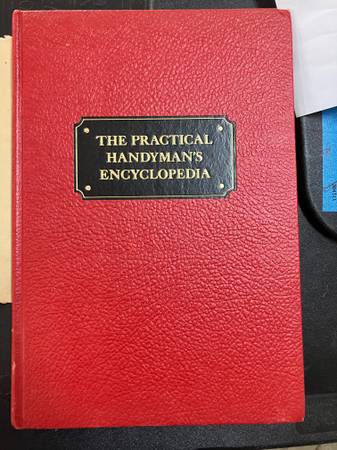 THE PRACTICAL
HANDYMAN'S
ENCYCLOPEDIA